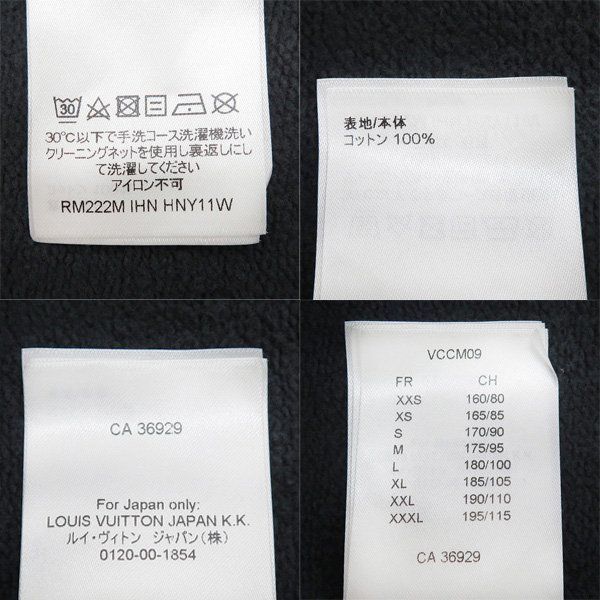 30
30℃以下で手洗コース洗濯機洗い
クリーニングネットを使用し裏返しにし
て洗濯してください
アイロン不可
RM222M IHN HNY11W
表地/本体
コットン 100%
CA 36929
For Japan only:
LOUIS VUITTON JAPAN K.K.
ルイ・ヴィトン ジャパン(株)
0120-00-1854
VCCM09
FR CH
XXS 160/80
XS 165/85
S 170/90
M 175/95
L 180/100
XL 185/105
XXL 190/110
XXXL 195/115
CA 36929